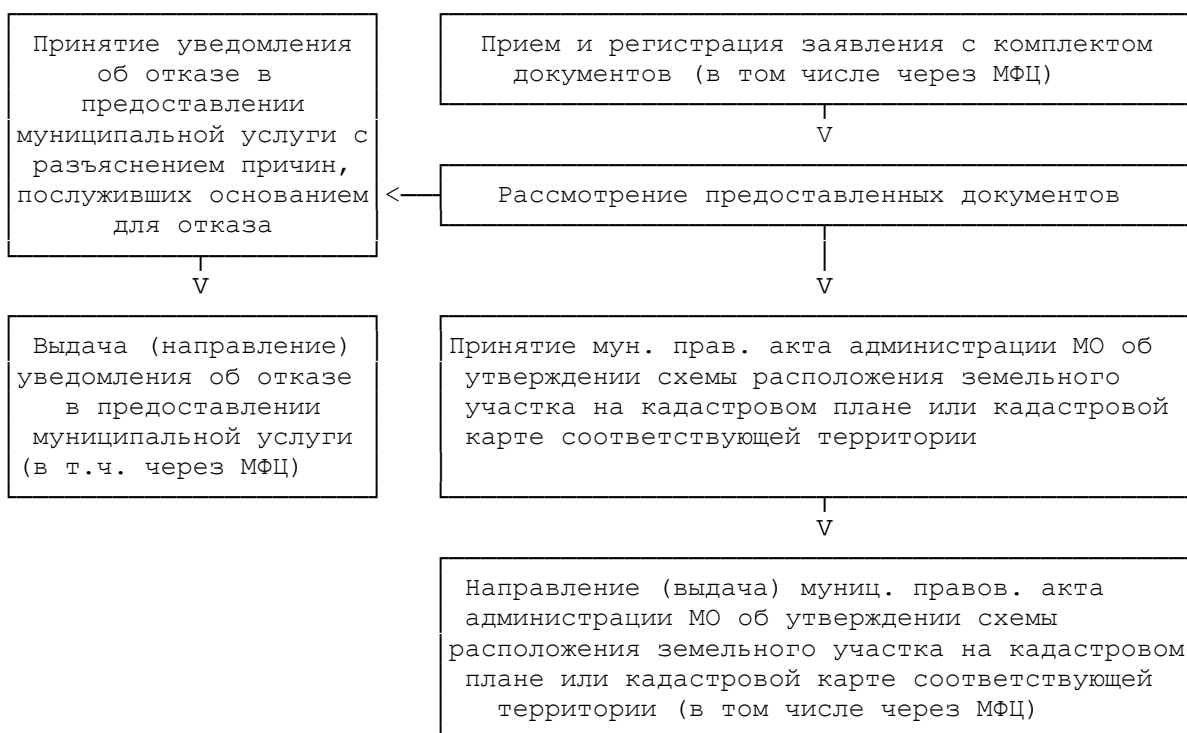 Принятие уведомления
об отказе в
предоставлении
муниципальной услуги с
разъяснением причин,
послуживших основанием
для отказа
Прием и регистрация заявления с комплектом
документов (в том числе через МФЦ)
V
<
Рассмотрение предоставленных документов
V
V
Выдача (направление)
уведомления об отказе
в предоставлении
муниципальной услуги
(в т.ч. через МФЦ)
Принятие мун. прав. акта администрации МО об
утверждении схемы расположения земельного
участка на кадастровом плане или кадастровой
карте соответствующей территории
V
Направление (выдача) муниц. правов. акта
администрации МО об утверждении схемы
расположения земельного участка на кадастровом
плане или кадастровой карте соответствующей
территории (в том числе через МФЦ)